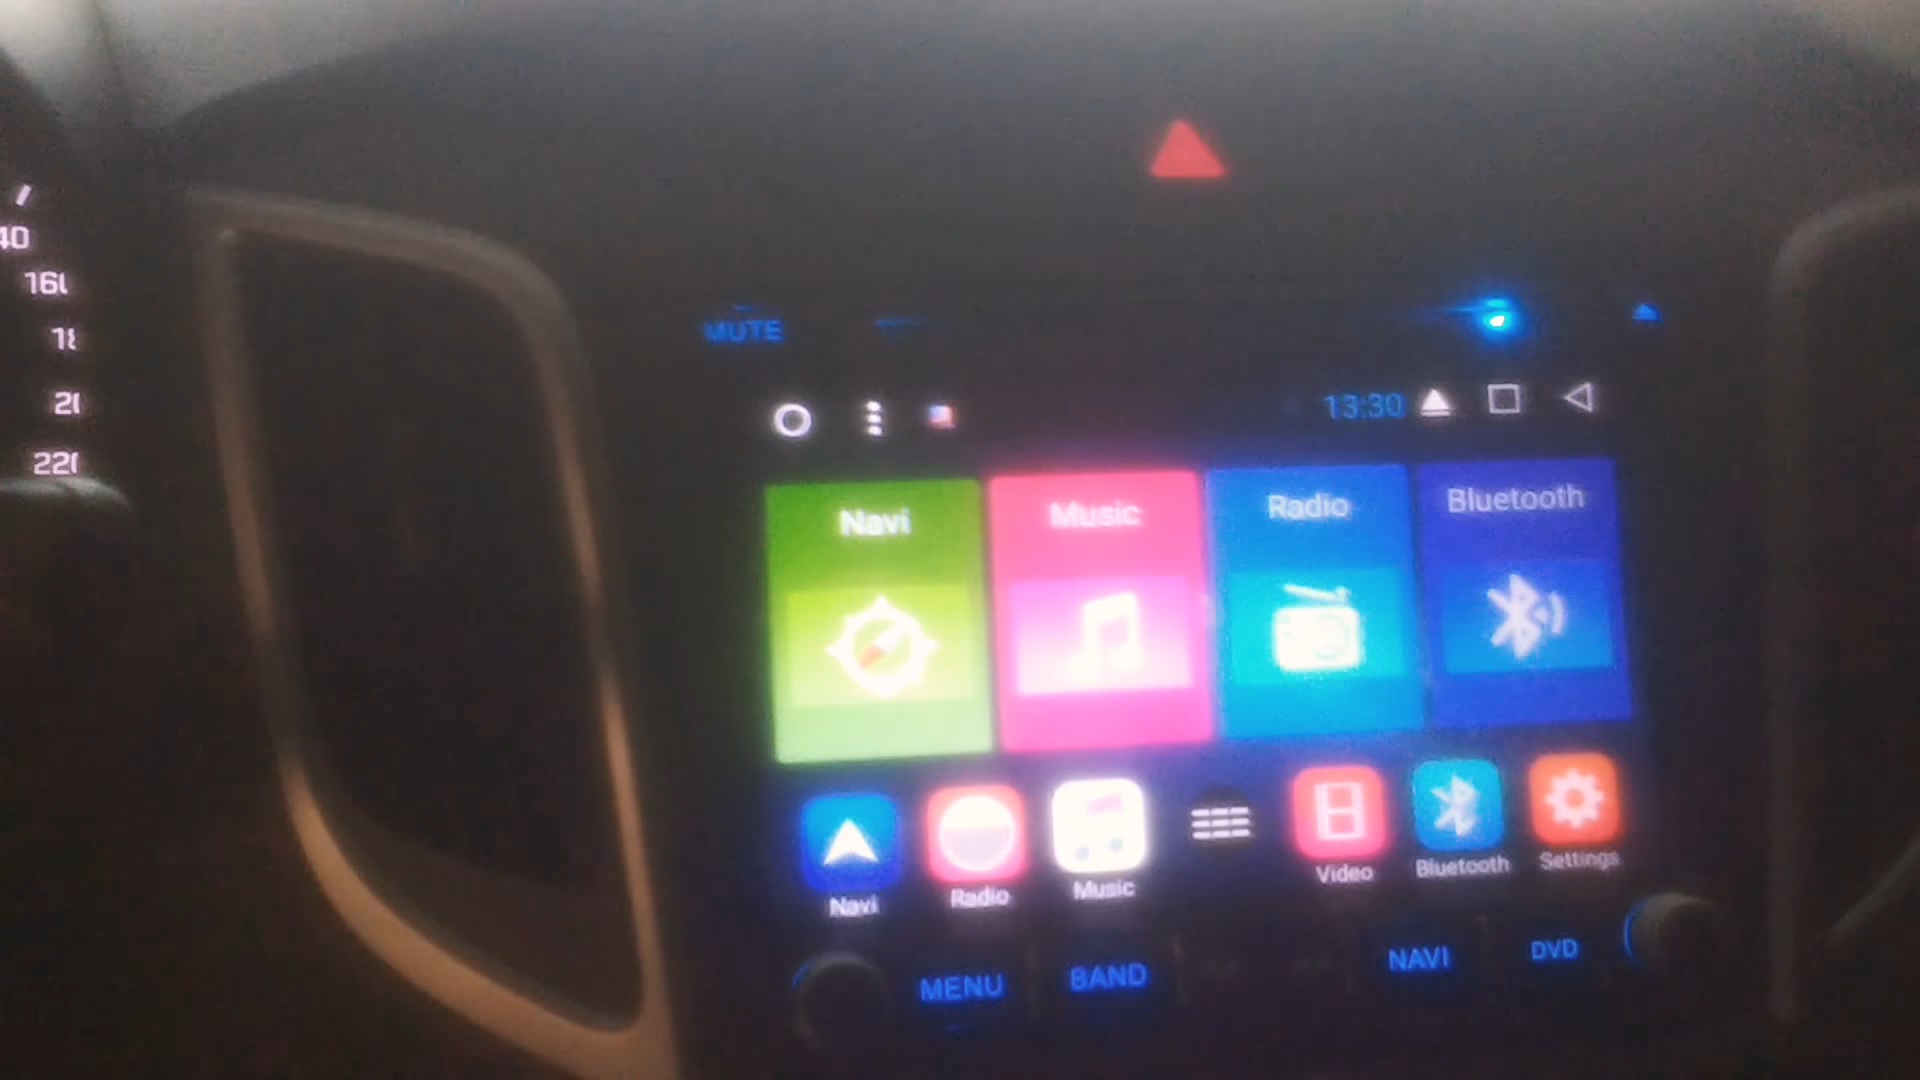 MUTE
13:30
Navi
Music
Radio
Bluetooth
Navi
Radio
Music
Video
Bluetooth
Settings
MENU
BAND
NAVI
DVD